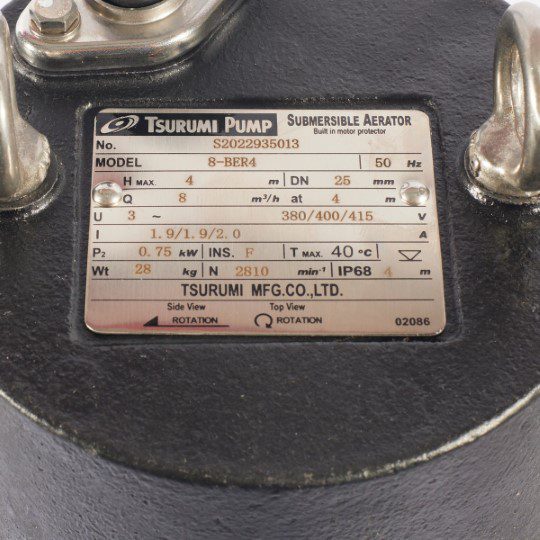 TSURUMI PUMP SUBMERSIBLE AERATOR
Built in motor protector
No. S2022935013
MODEL 8-BER4 50 Hz
H MAX. 4 m DN 25 mm
Q 8 m³/h at 4 m
U 3 ~ 380/400/415 V
I 1.9/1.9/2.0 A
P₂ 0.75 kW INS. F T MAX. 40 °C
Wt 28 kg N 2810 min⁻¹ IP68 4 m
TSURUMI MFG.CO.,LTD.
Side View Top View
ROTATION ROTATION 02086